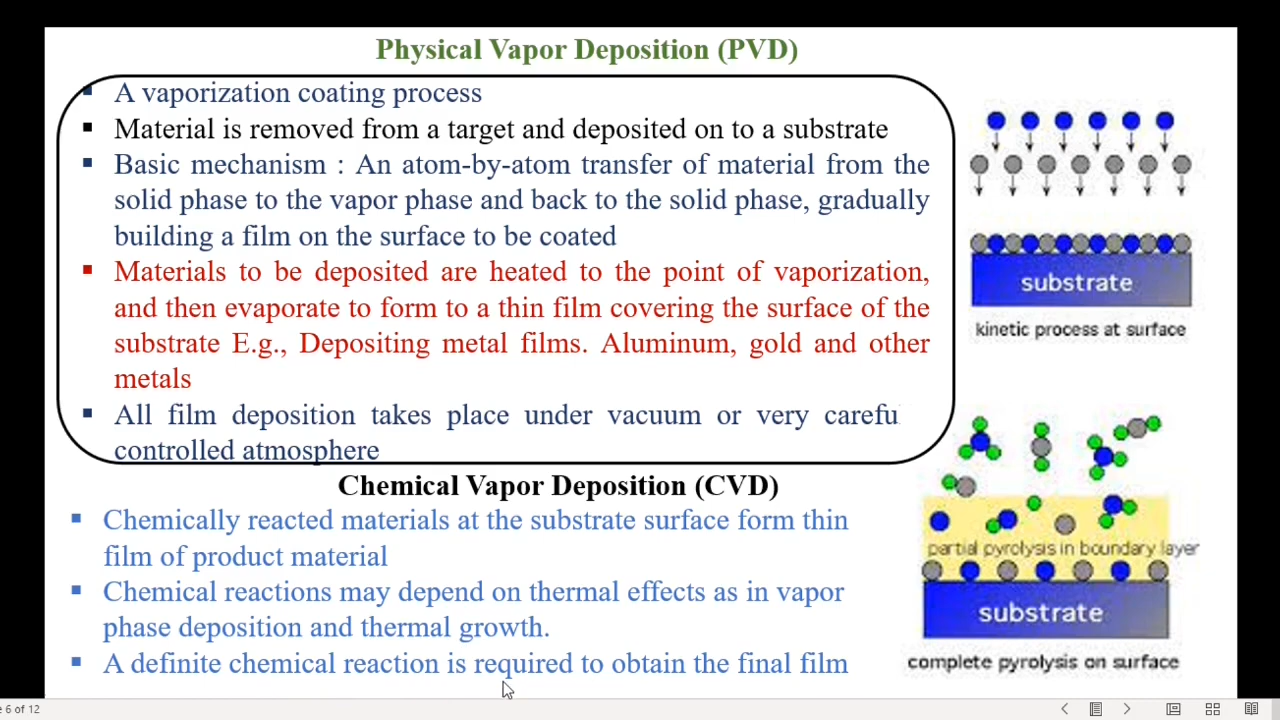 Physical Vapor Deposition (PVD)
▪ A vaporization coating process
▪ Material is removed from a target and deposited on to a substrate
▪ Basic mechanism : An atom-by-atom transfer of material from the
solid phase to the vapor phase and back to the solid phase, gradually
building a film on the surface to be coated
▪ Materials to be deposited are heated to the point of vaporization,
and then evaporate to form to a thin film covering the surface of the
substrate E.g., Depositing metal films. Aluminum, gold and other
metals
▪ All film deposition takes place under vacuum or very carefu
controlled atmosphere
substrate
kinetic process at surface
Chemical Vapor Deposition (CVD)
▪ Chemically reacted materials at the substrate surface form thin
film of product material
▪ Chemical reactions may depend on thermal effects as in vapor
phase deposition and thermal growth.
▪ A definite chemical reaction is required to obtain the final film
partial pyrolysis in boundary layer
substrate
complete pyrolysis on surface
e 6 of 12